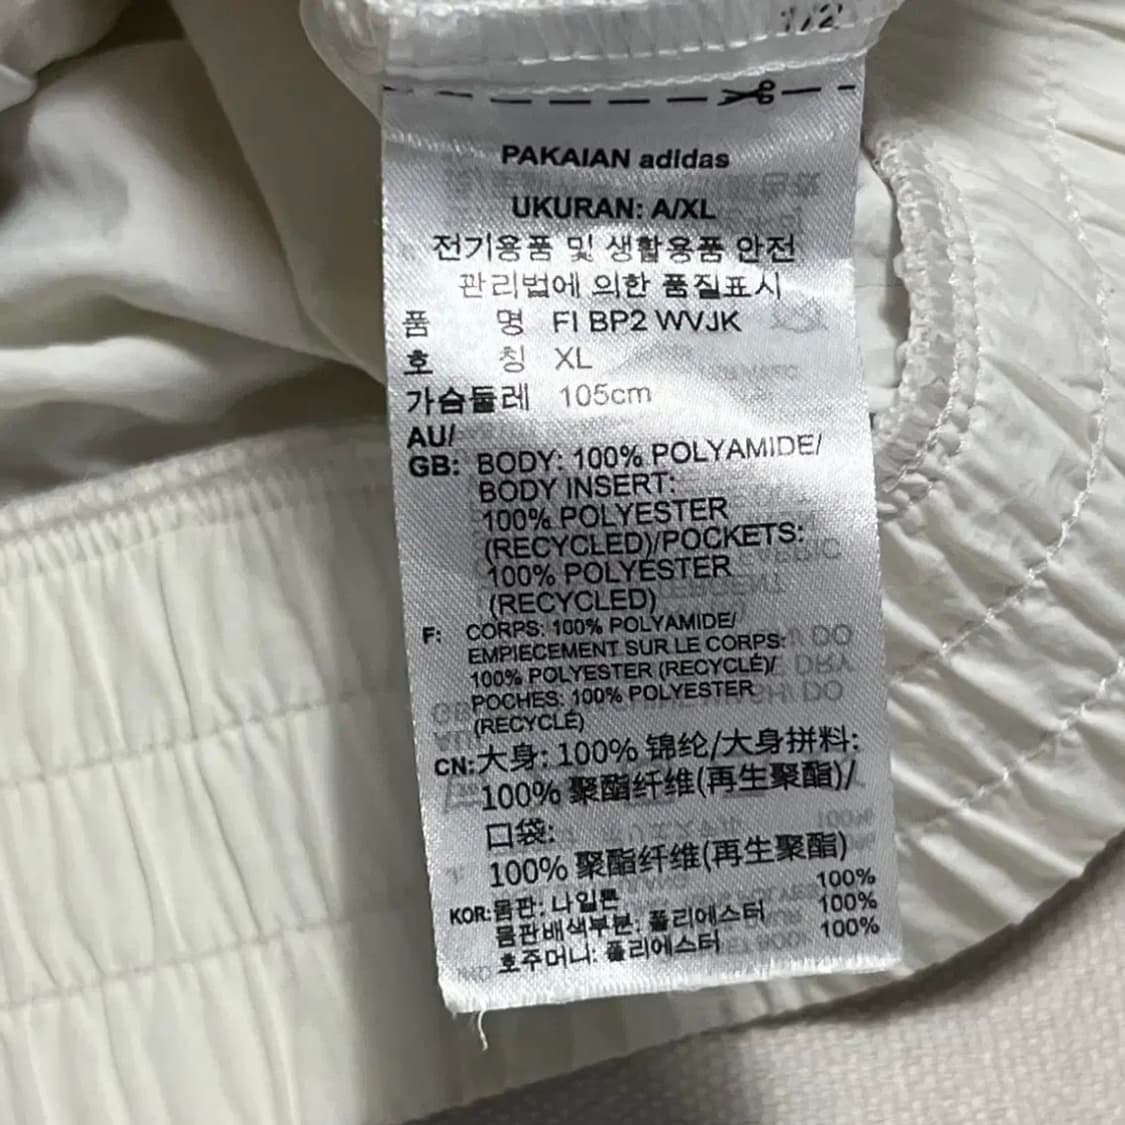 1/2
PAKAIAN adidas
UKURAN: A/XL
전기용품 및 생활용품 안전
관리법에 의한 품질표시
품 명 FI BP2 WVJK
호 칭 XL
가슴둘레 105cm
AU/
GB: BODY: 100% POLYAMIDE/
BODY INSERT:
100% POLYESTER
(RECYCLED)/POCKETS:
100% POLYESTER
(RECYCLED)
F: CORPS: 100% POLYAMIDE/
EMPIECEMENT SUR LE CORPS:
100% POLYESTER (RECYCLÉ)/
POCHES: 100% POLYESTER
(RECYCLÉ)
CN: 大身: 100% 锦纶/大身拼料:
100% 聚酯纤维(再生聚酯)/
口袋:
100% 聚酯纤维(再生聚酯)
KOR: 몸판: 나일론 100%
몸판배색부분: 폴리에스터 100%
호주머니: 폴리에스터 100%